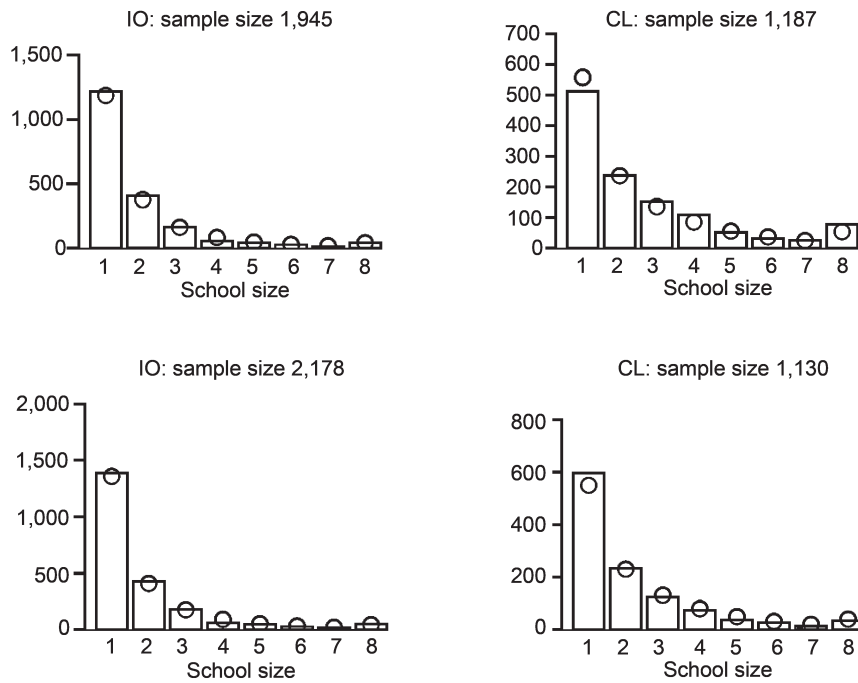 IO: sample size 1,945
1,500
1,000
500
0
1 2 3 4 5 6 7 8
School size
CL: sample size 1,187
700
600
500
400
300
200
100
0
1 2 3 4 5 6 7 8
School size
IO: sample size 2,178
2,000
1,500
1,000
500
0
1 2 3 4 5 6 7 8
School size
CL: sample size 1,130
800
600
400
200
0
1 2 3 4 5 6 7 8
School size